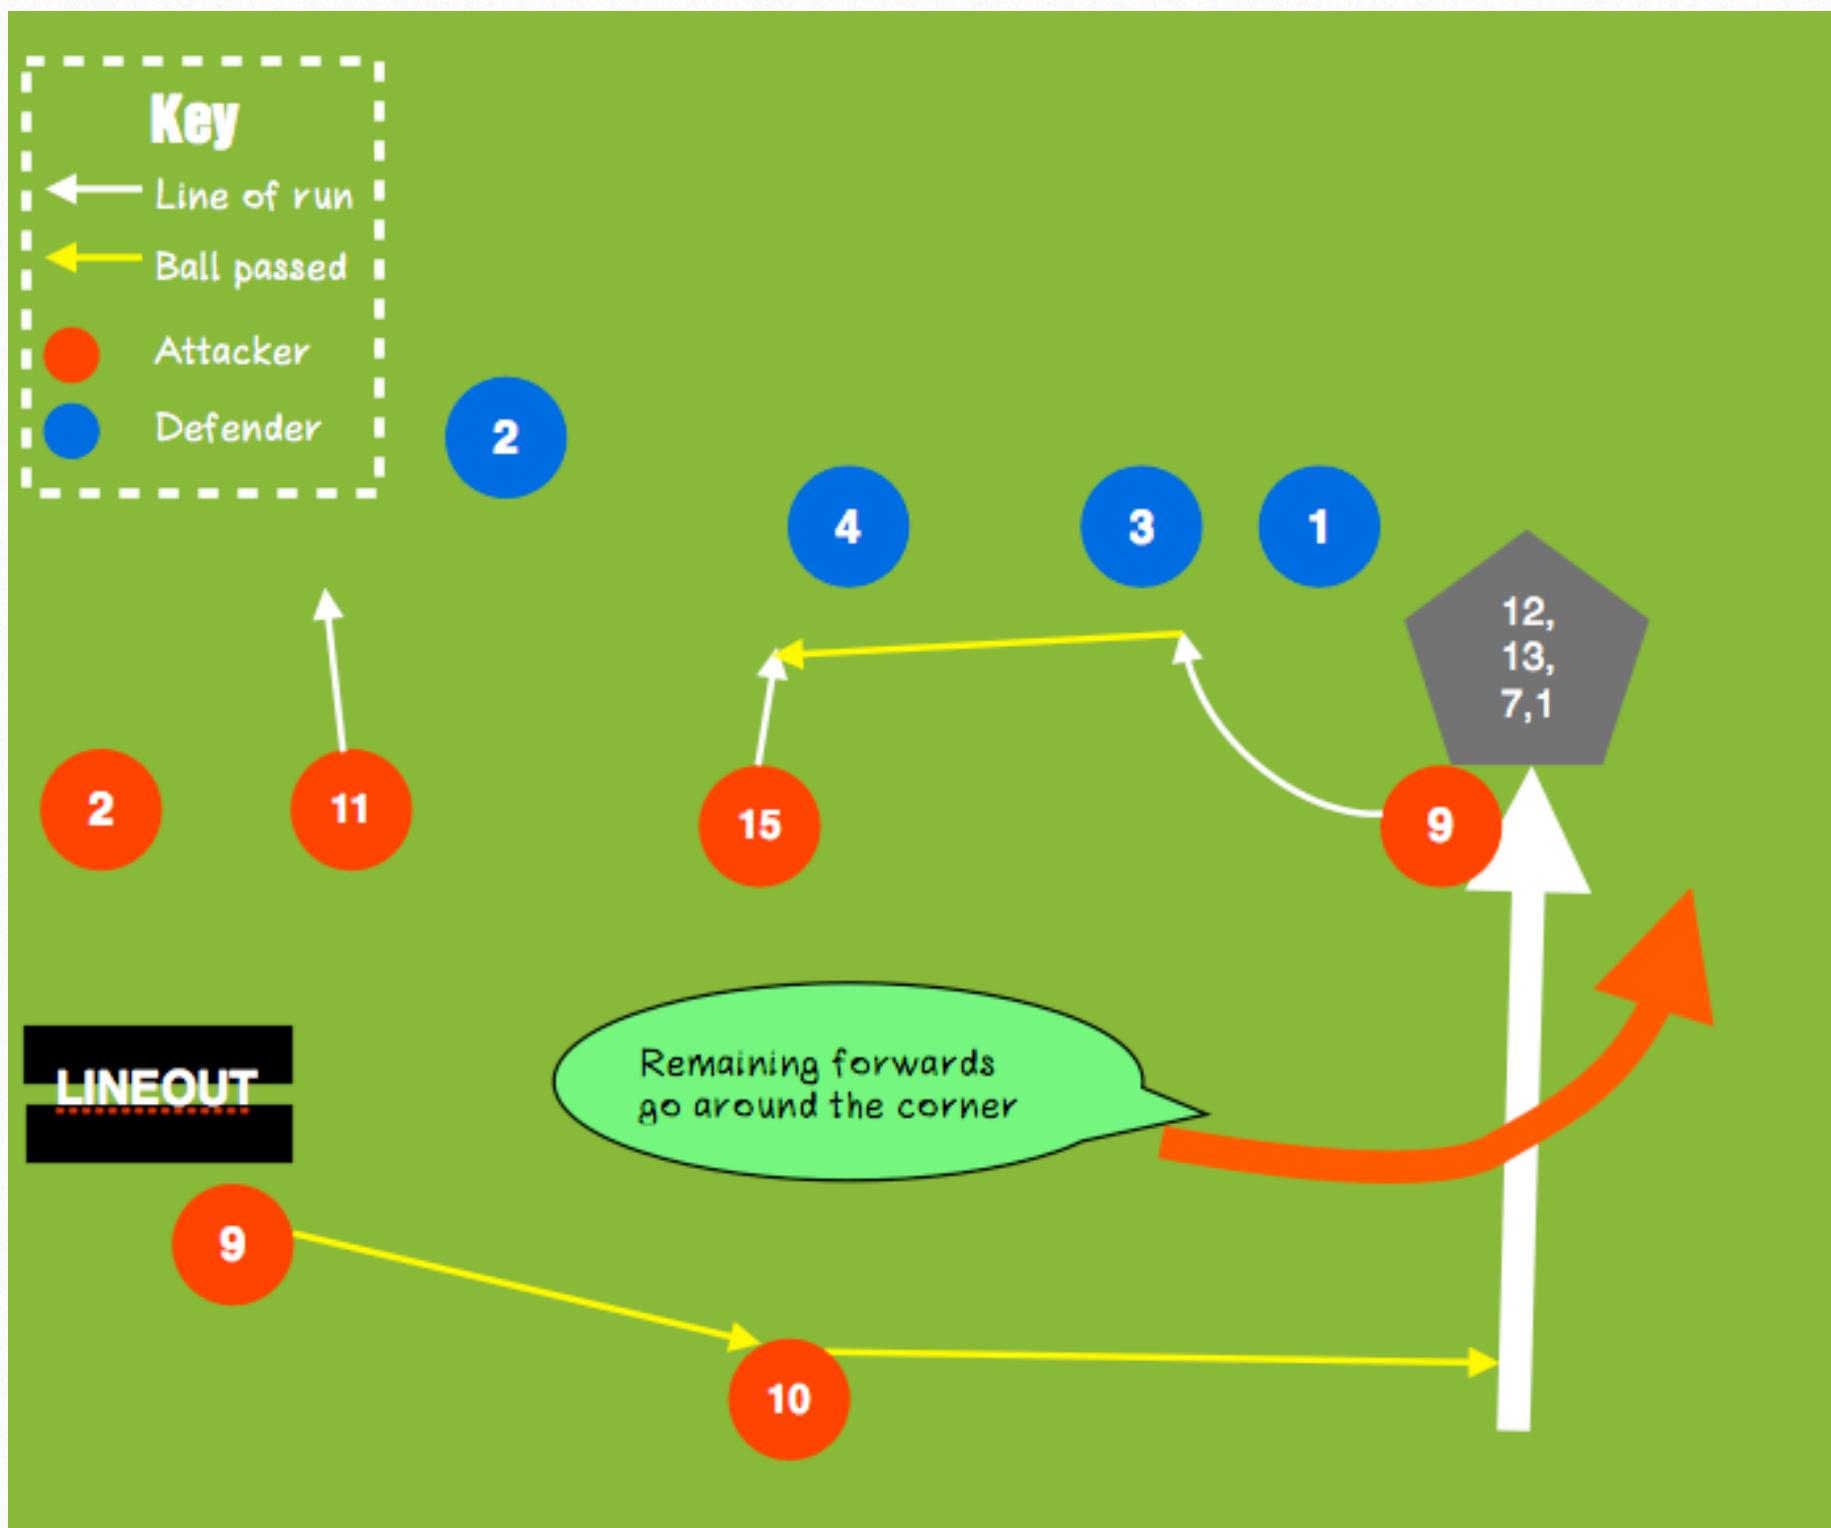 Key
Line of run
Ball passed
Attacker
Defender
2
4
3
1
12,
13,
7,1
2
11
15
9
Remaining forwards
go around the corner
LINEOUT
9
10